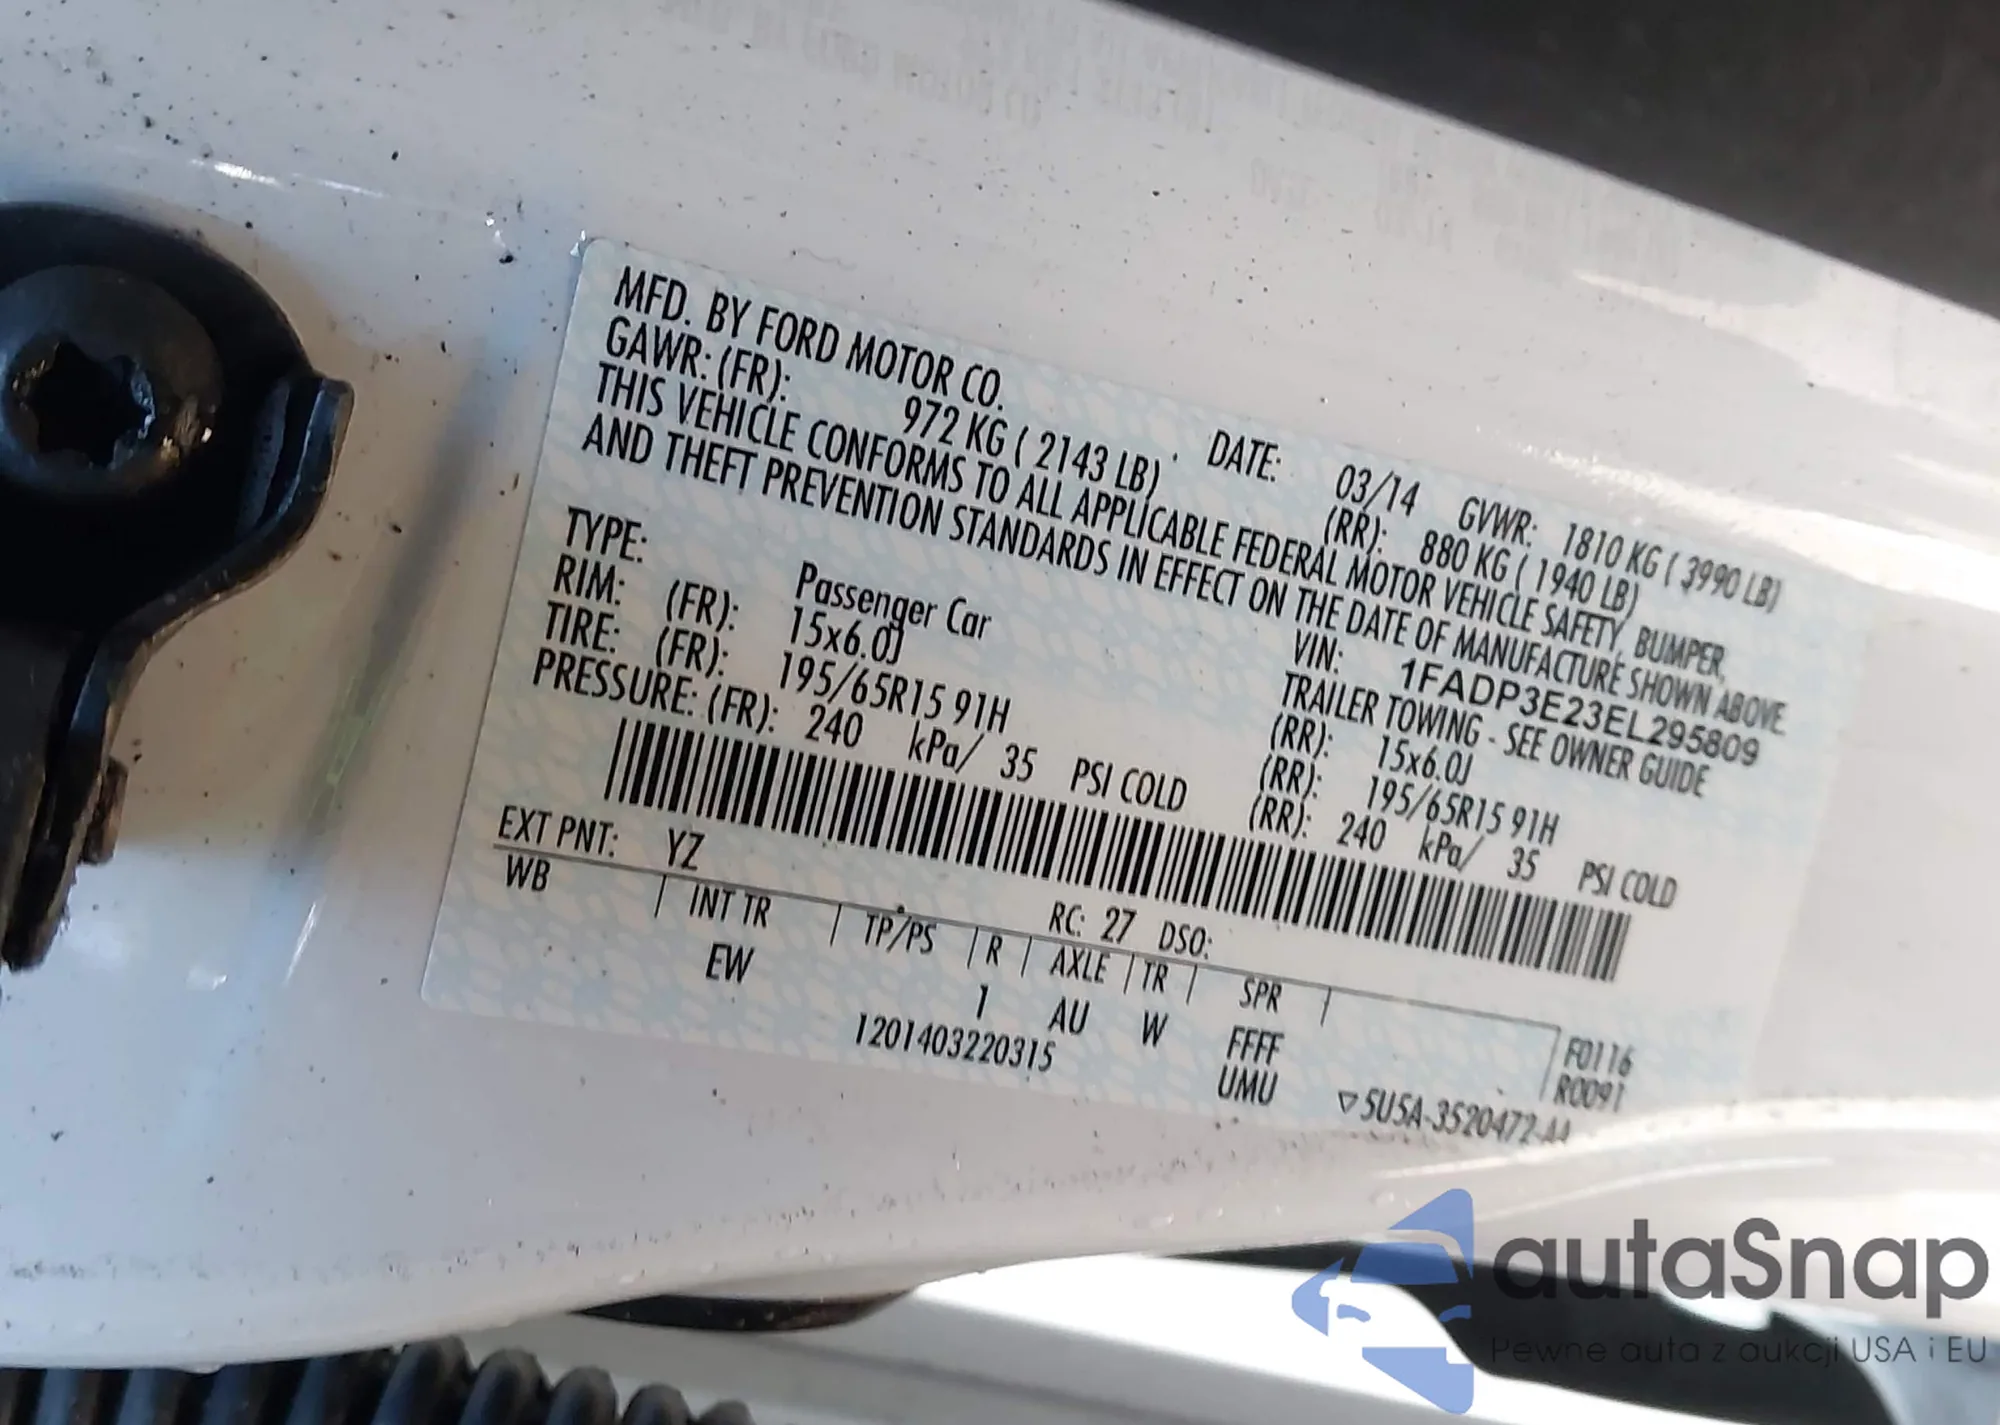 MFD. BY FORD MOTOR CO. DATE: 03/14 GVWR: 1810 KG ( 3990 LB)
GAWR: (FR): 972 KG ( 2143 LB) (RR): 880 KG ( 1940 LB)
THIS VEHICLE CONFORMS TO ALL APPLICABLE FEDERAL MOTOR VEHICLE SAFETY, BUMPER,
AND THEFT PREVENTION STANDARDS IN EFFECT ON THE DATE OF MANUFACTURE SHOWN ABOVE
VIN: 1FADP3E23EL295809
TYPE: Passenger Car TRAILER TOWING - SEE OWNER GUIDE
RIM: (FR): 15x6.0J (RR): 15x6.0J
TIRE: (FR): 195/65R15 91H (RR): 195/65R15 91H
PRESSURE: (FR): 240 kPa/ 35 PSI COLD (RR): 240 kPa/ 35 PSI COLD
EXT PNT: YZ RC: 27 DSO:
WB | INT TR | TP/PS | R | AXLE | TR | SPR | F0116
EW 1 AU W FFFF R0091
1201403220315 UMU ▽5U5A-3520472-AA
autaSnap
Pewne auta z aukcji USA i EU